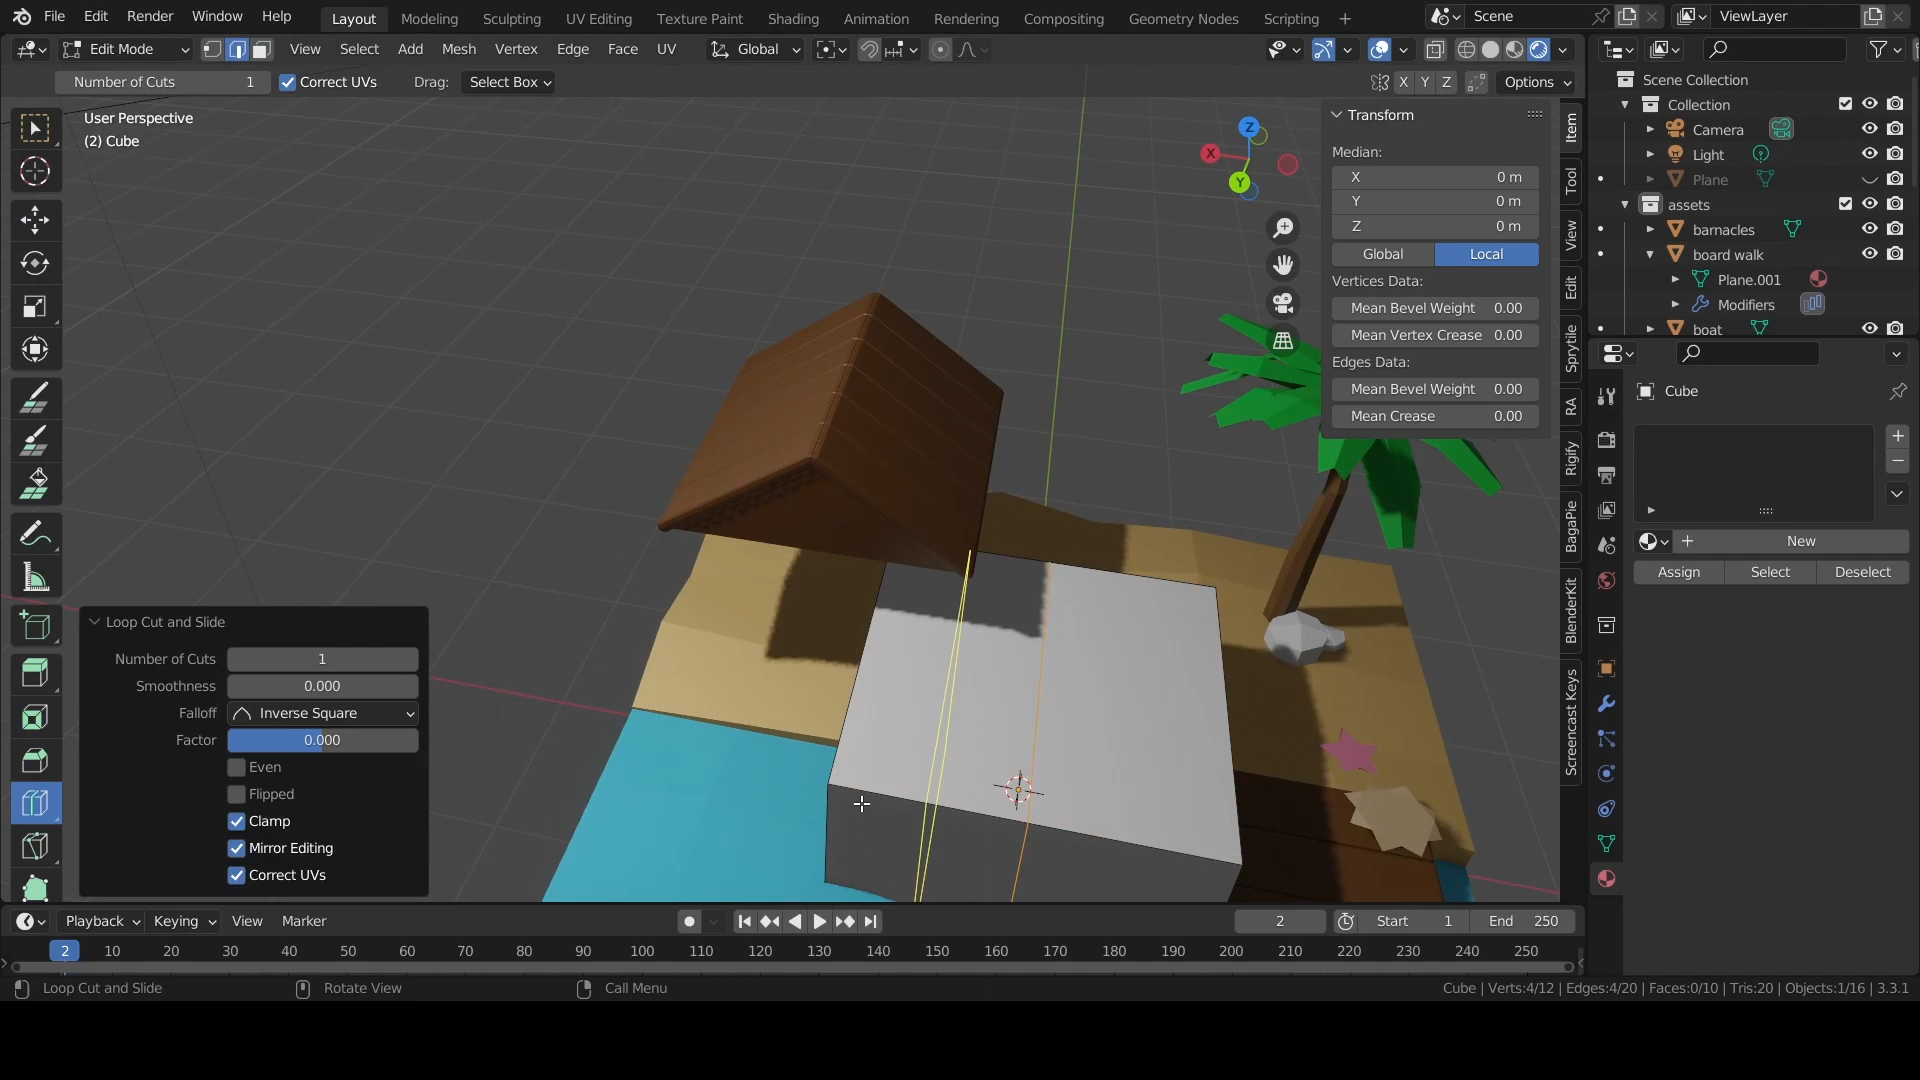 File Edit Render Window Help Layout Modeling Sculpting UV Editing Texture Paint Shading Animation Rendering Compositing Geometry Nodes Scripting + Scene ViewLayer
Edit Mode View Select Add Mesh Vertex Edge Face UV Global
Number of Cuts 1 Correct UVs Drag: Select Box X Y Z Options
User Perspective
(2) Cube
Z
X
Y
Transform
Median:
X 0 m
Y 0 m
Z 0 m
Global Local
Vertices Data:
Mean Bevel Weight 0.00
Mean Vertex Crease 0.00
Edges Data:
Mean Bevel Weight 0.00
Mean Crease 0.00
Item
Tool
View
Edit
Sprytile
RA
Rigify
BagaPie
BlenderKit
Screencast Keys
Scene Collection
Collection
Camera
Light
Plane
assets
barnacles
board walk
Plane.001
Modifiers
boat
Cube
New
Assign Select Deselect
Loop Cut and Slide
Number of Cuts 1
Smoothness 0.000
Falloff Inverse Square
Factor 0.000
Even
Flipped
Clamp
Mirror Editing
Correct UVs
Playback Keying View Marker 2 Start 1 End 250
2 10 20 30 40 50 60 70 80 90 100 110 120 130 140 150 160 170 180 190 200 210 220 230 240 250
Loop Cut and Slide Rotate View Call Menu Cube | Verts:4/12 | Edges:4/20 | Faces:0/10 | Tris:20 | Objects:1/16 | 3.3.1